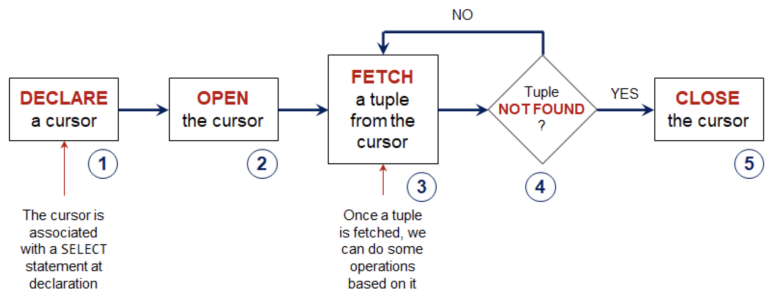 NO
DECLARE
a cursor
OPEN
the cursor
FETCH
a tuple
from the
cursor
Tuple
NOT FOUND
?
YES
CLOSE
the cursor
1
2
3
4
5
The cursor is
associated
with a SELECT
statement at
declaration
Once a tuple
is fetched, we
can do some
operations
based on it